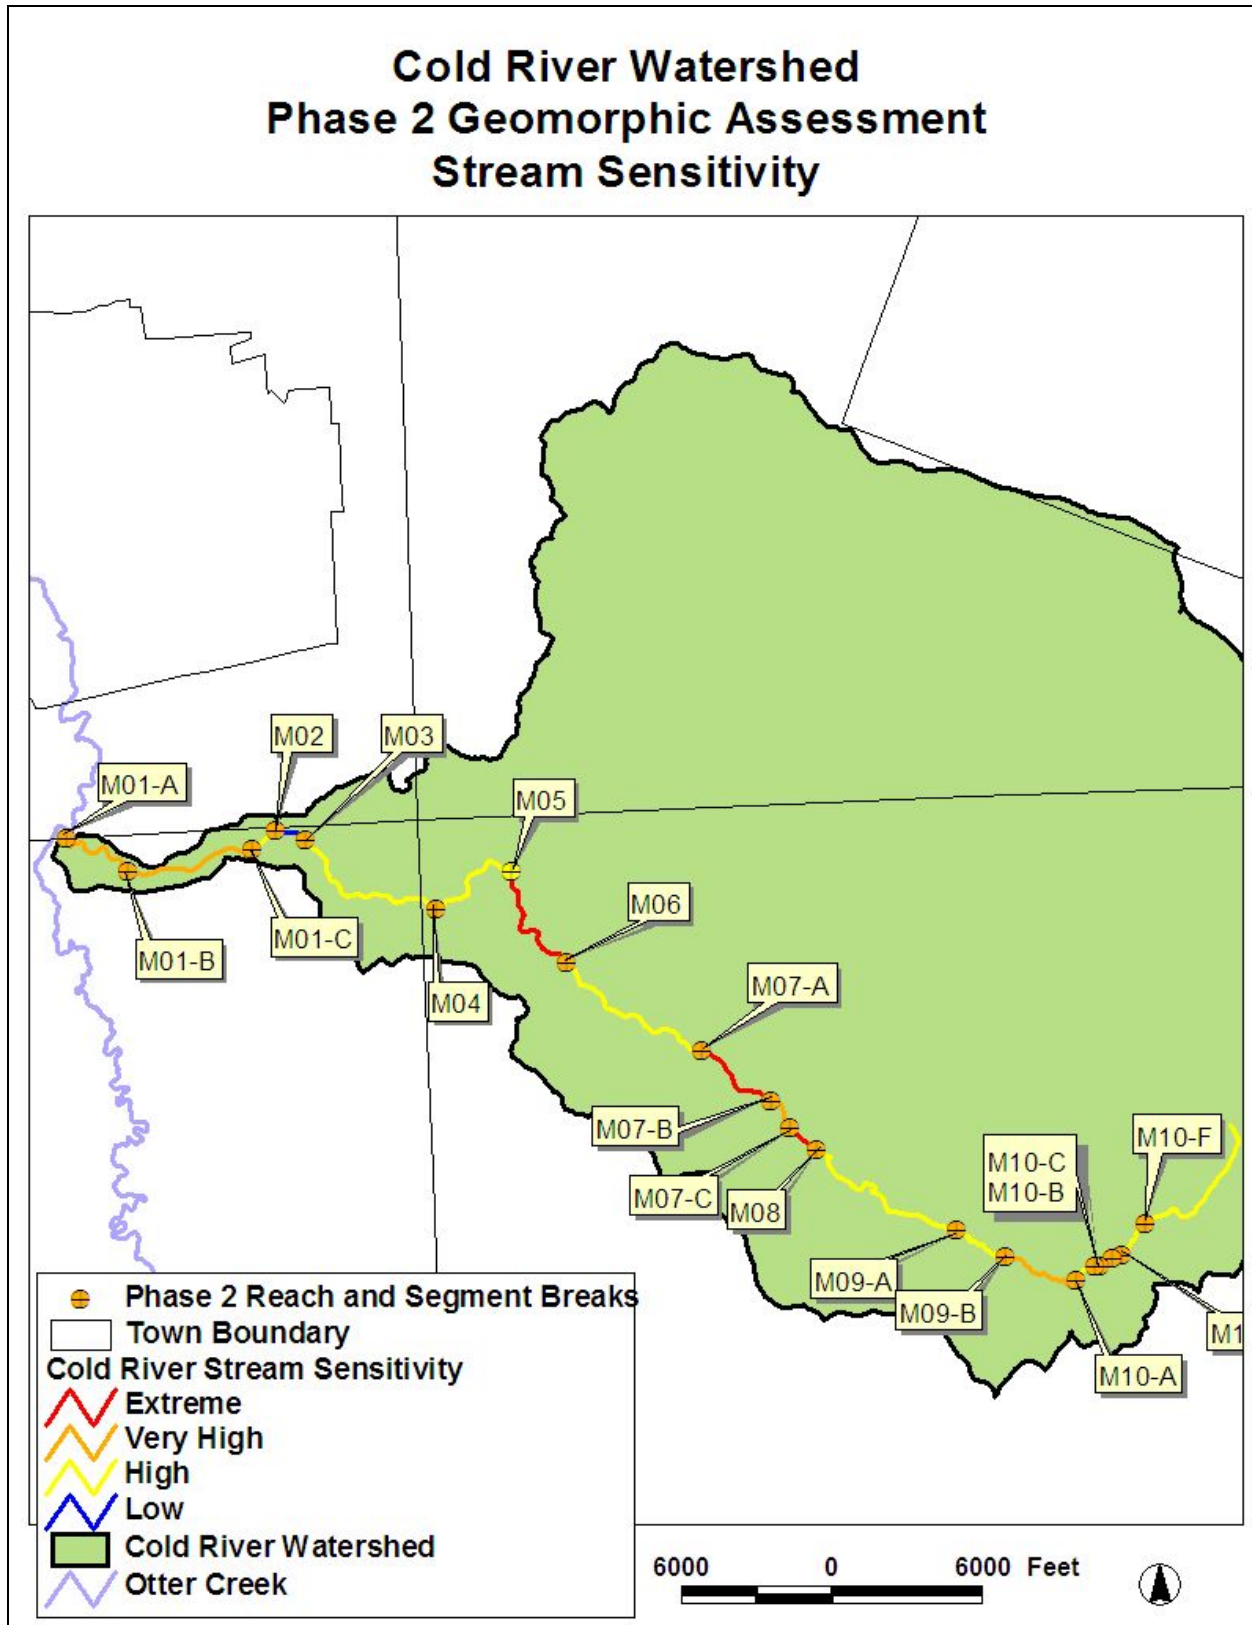 Cold River Watershed
Phase 2 Geomorphic Assessment
Stream Sensitivity
M02
M03
M01-A
M05
M06
M01-C
M01-B
M04
M07-A
M07-B
M10-C
M10-B
M10-F
M07-C
M08
M09-A
M09-B
M1
M10-A
Phase 2 Reach and Segment Breaks
Town Boundary
Cold River Stream Sensitivity
Extreme
Very High
High
Low
Cold River Watershed
Otter Creek
6000 0 6000 Feet